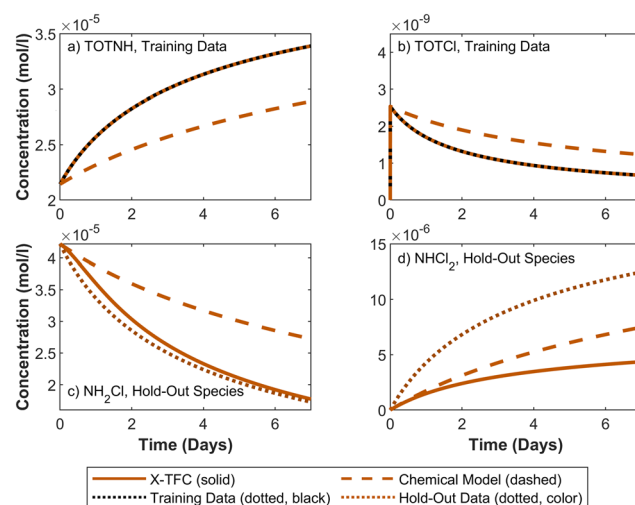 ×10⁻⁵
×10⁻⁹
3.5
a) TOTNH, Training Data
b) TOTCl, Training Data
4
3
3
2
2.5
1
2
0
0 2 4 6
0 2 4 6
Concentration (mol/l)
×10⁻⁵
×10⁻⁶
15
d) NHCl₂, Hold-Out Species
4
3.5
10
3
2.5
5
2
c) NH₂Cl, Hold-Out Species
0
0 2 4 6
0 2 4 6
Concentration (mol/l)
Time (Days)
Time (Days)
X-TFC (solid)
Chemical Model (dashed)
Training Data (dotted, black)
Hold-Out Data (dotted, color)